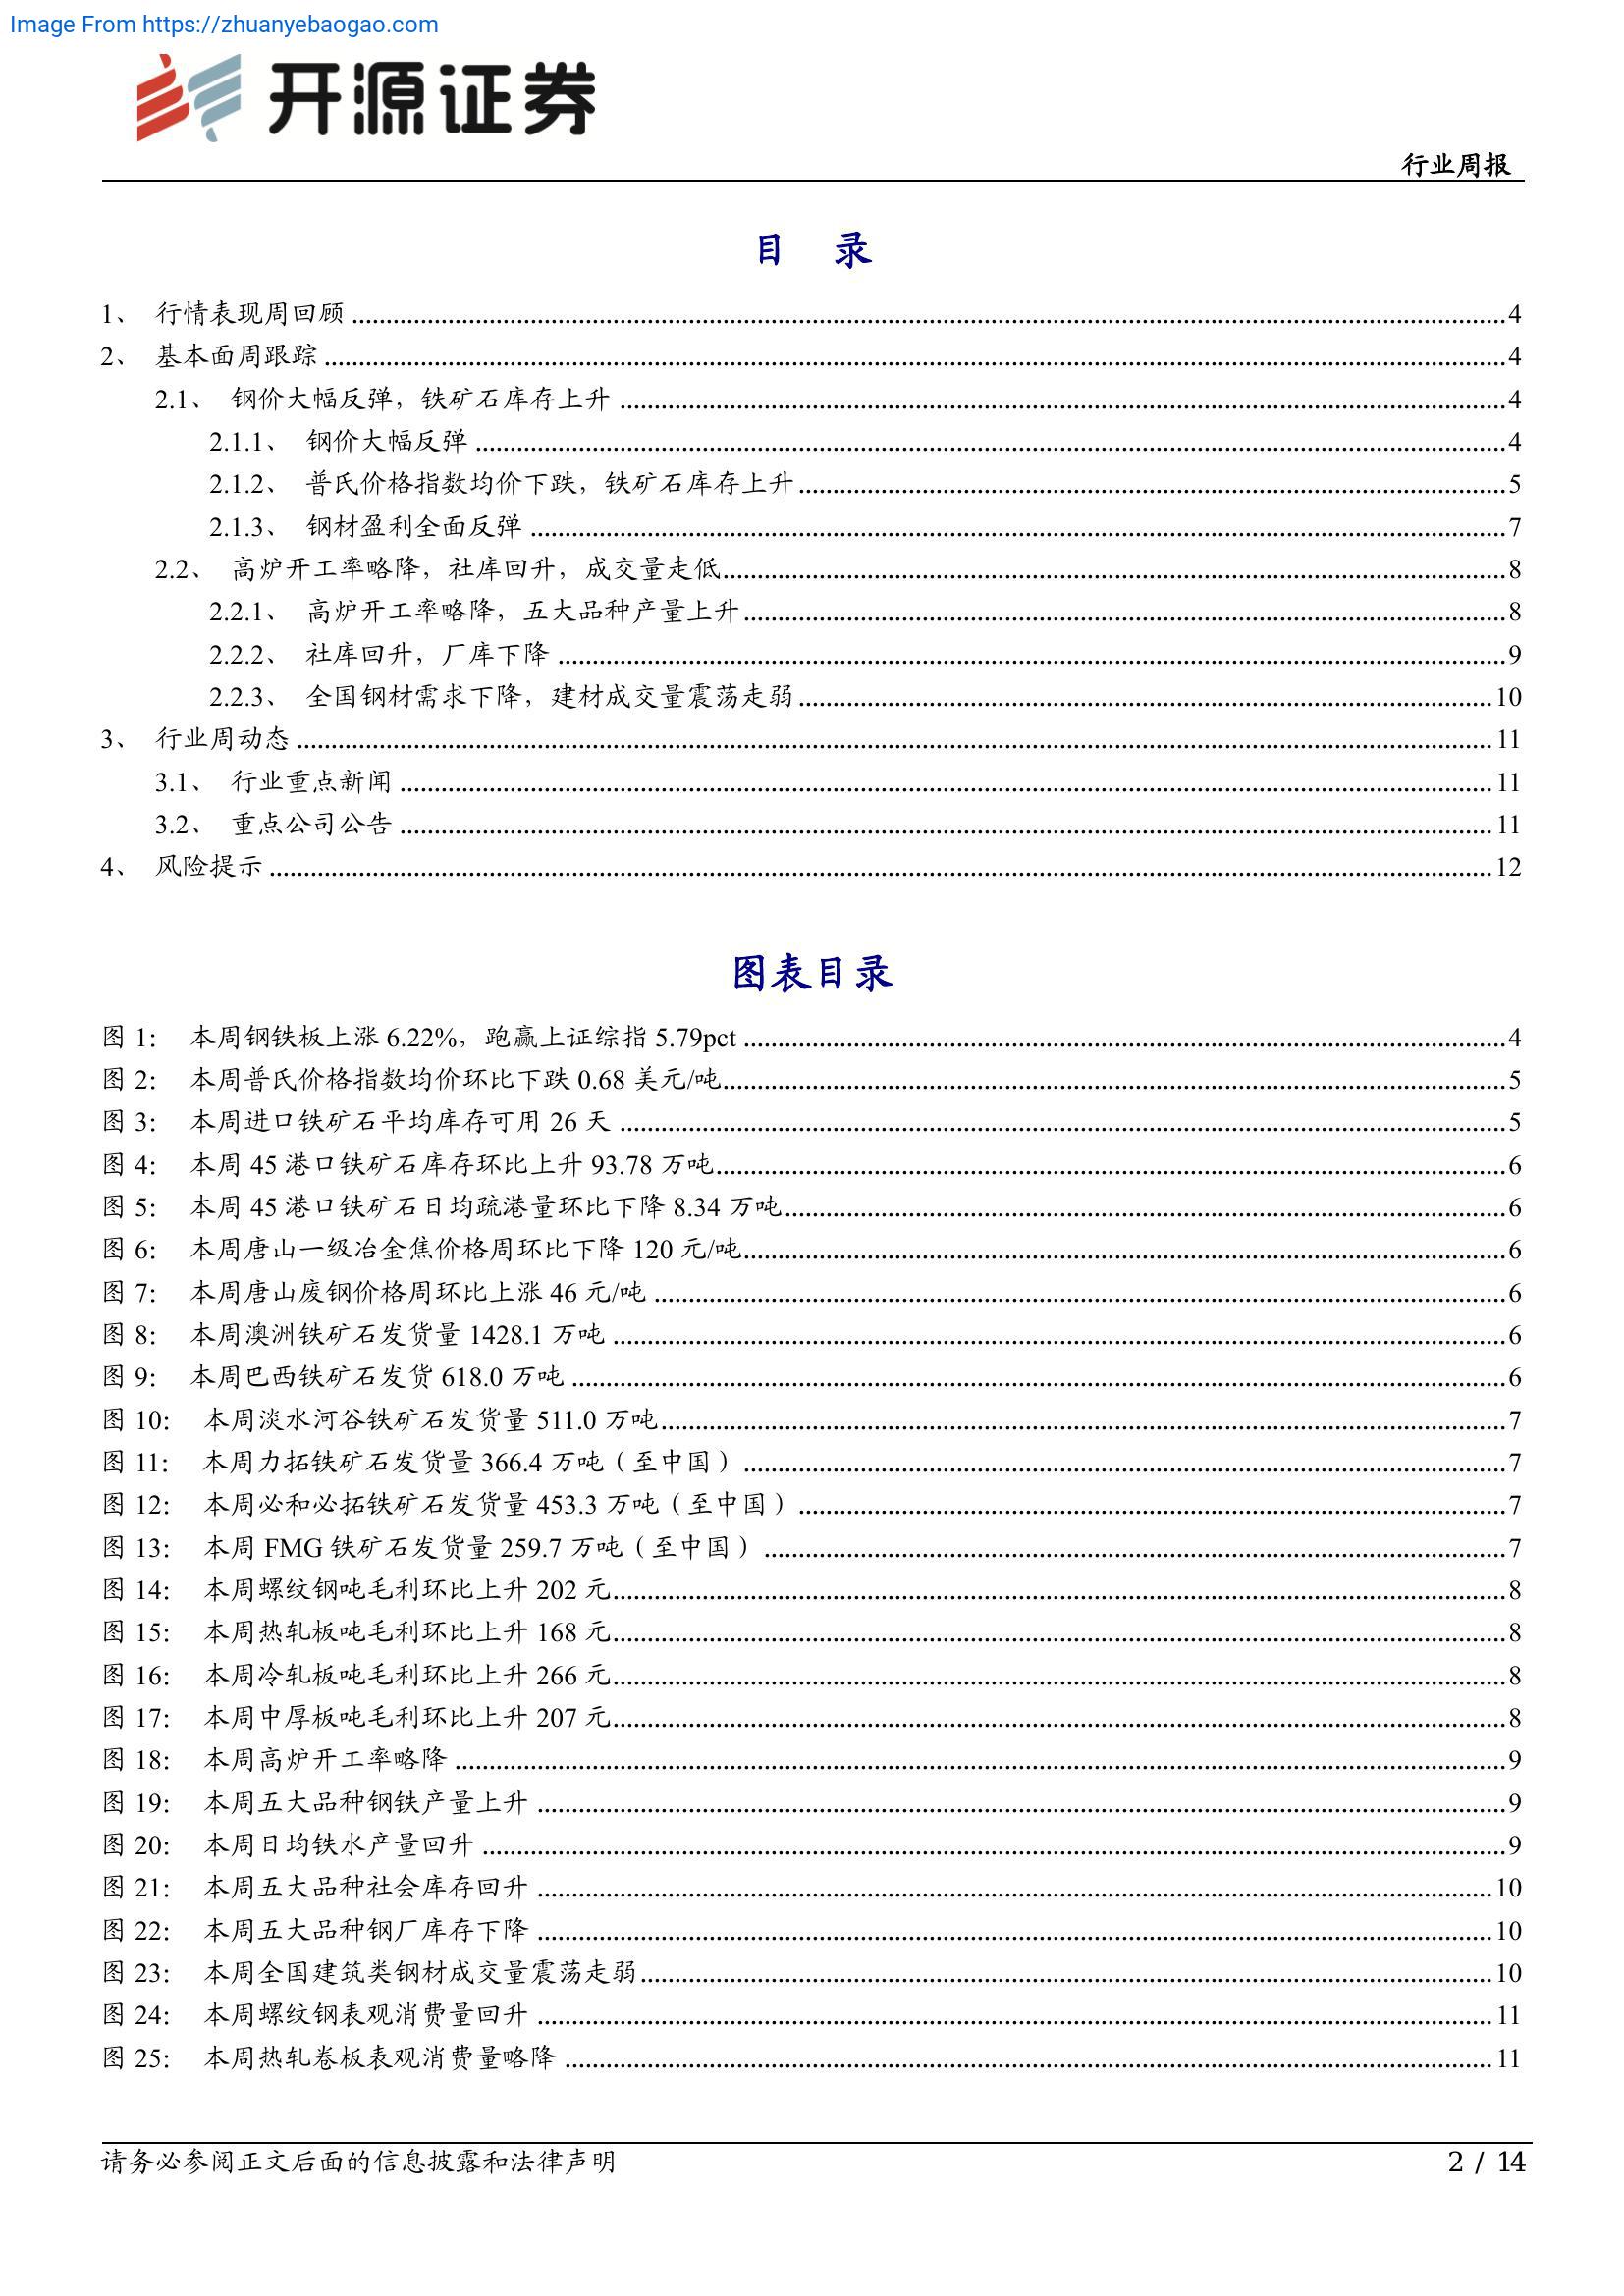 Image From https://zhuanyebaogao.com
开源证券
行业周报
目 录
1、 行情表现周回顾 ........ 4
2、 基本面周跟踪 ........ 4
2.1、 钢价大幅反弹，铁矿石库存上升 ........ 4
2.1.1、 钢价大幅反弹 ........ 4
2.1.2、 普氏价格指数均价下跌，铁矿石库存上升 ........ 5
2.1.3、 钢材盈利全面反弹 ........ 7
2.2、 高炉开工率略降，社库回升，成交量走低 ........ 8
2.2.1、 高炉开工率略降，五大品种产量上升 ........ 8
2.2.2、 社库回升，厂库下降 ........ 9
2.2.3、 全国钢材需求下降，建材成交量震荡走弱 ........ 10
3、 行业周动态 ........ 11
3.1、 行业重点新闻 ........ 11
3.2、 重点公司公告 ........ 11
4、 风险提示 ........ 12
图表目录
图 1： 本周钢铁板上涨 6.22%，跑赢上证综指 5.79pct ........ 4
图 2： 本周普氏价格指数均价环比下跌 0.68 美元/吨 ........ 5
图 3： 本周进口铁矿石平均库存可用 26 天 ........ 5
图 4： 本周 45 港口铁矿石库存环比上升 93.78 万吨 ........ 6
图 5： 本周 45 港口铁矿石日均疏港量环比下降 8.34 万吨 ........ 6
图 6： 本周唐山一级冶金焦价格周环比下降 120 元/吨 ........ 6
图 7： 本周唐山废钢价格周环比上涨 46 元/吨 ........ 6
图 8： 本周澳洲铁矿石发货量 1428.1 万吨 ........ 6
图 9： 本周巴西铁矿石发货 618.0 万吨 ........ 6
图 10： 本周淡水河谷铁矿石发货量 511.0 万吨 ........ 7
图 11： 本周力拓铁矿石发货量 366.4 万吨（至中国） ........ 7
图 12： 本周必和必拓铁矿石发货量 453.3 万吨（至中国） ........ 7
图 13： 本周 FMG 铁矿石发货量 259.7 万吨（至中国） ........ 7
图 14： 本周螺纹钢吨毛利环比上升 202 元 ........ 8
图 15： 本周热轧板吨毛利环比上升 168 元 ........ 8
图 16： 本周冷轧板吨毛利环比上升 266 元 ........ 8
图 17： 本周中厚板吨毛利环比上升 207 元 ........ 8
图 18： 本周高炉开工率略降 ........ 9
图 19： 本周五大品种钢铁产量上升 ........ 9
图 20： 本周日均铁水产量回升 ........ 9
图 21： 本周五大品种社会库存回升 ........ 10
图 22： 本周五大品种钢厂库存下降 ........ 10
图 23： 本周全国建筑类钢材成交量震荡走弱 ........ 10
图 24： 本周螺纹钢表观消费量回升 ........ 11
图 25： 本周热轧卷板表观消费量略降 ........ 11
请务必参阅正文后面的信息披露和法律声明
2 / 14